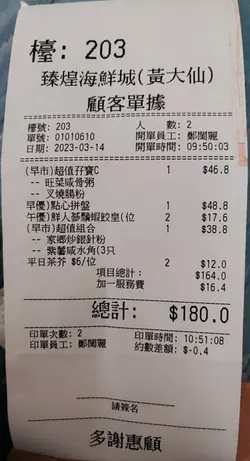 檯: 203
臻煌海鮮城(黃大仙)
顧客單據
檯號: 203 人 數: 2
單號: 01010610 開單員工: 鄭閩麗
日期: 2023-03-14 開單時間: 09:50:03
(早市)超值孖寶C 1 $46.8
-- 旺菜咸骨粥
-- 叉燒腸粉
早優)點心拼盤 1 $48.8
午優)鮮人蔘鬚蝦餃皇(位 2 $17.6
(早市)超值組合 1 $38.8
-- 家鄉炒銀針粉
-- 紫薯咸水角(3只
平日茶芥 $6/位 2 $12.0
項目總計: $164.0
加一服務費 $16.4
總計: $180.0
印單次數: 2 印單時間: 10:51:08
印單員工: 鄭閩麗 約數差額: $-0.4
請簽名
多謝惠顧